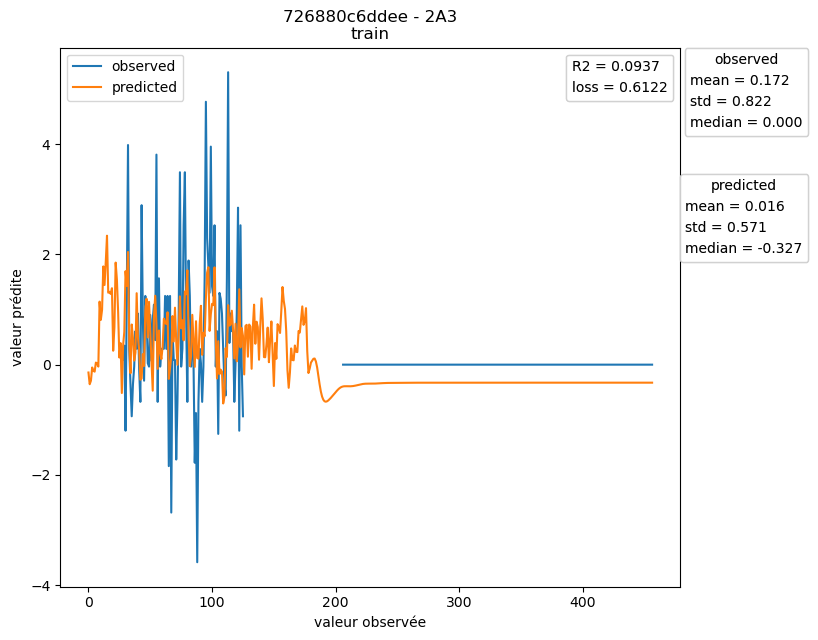 726880c6ddee - 2A3
train
observed
predicted
R2 = 0.0937
loss = 0.6122
observed
mean = 0.172
std = 0.822
median = 0.000
predicted
mean = 0.016
std = 0.571
median = -0.327
4
2
0
−2
−4
valeur prédite
0
100
200
300
400
valeur observée